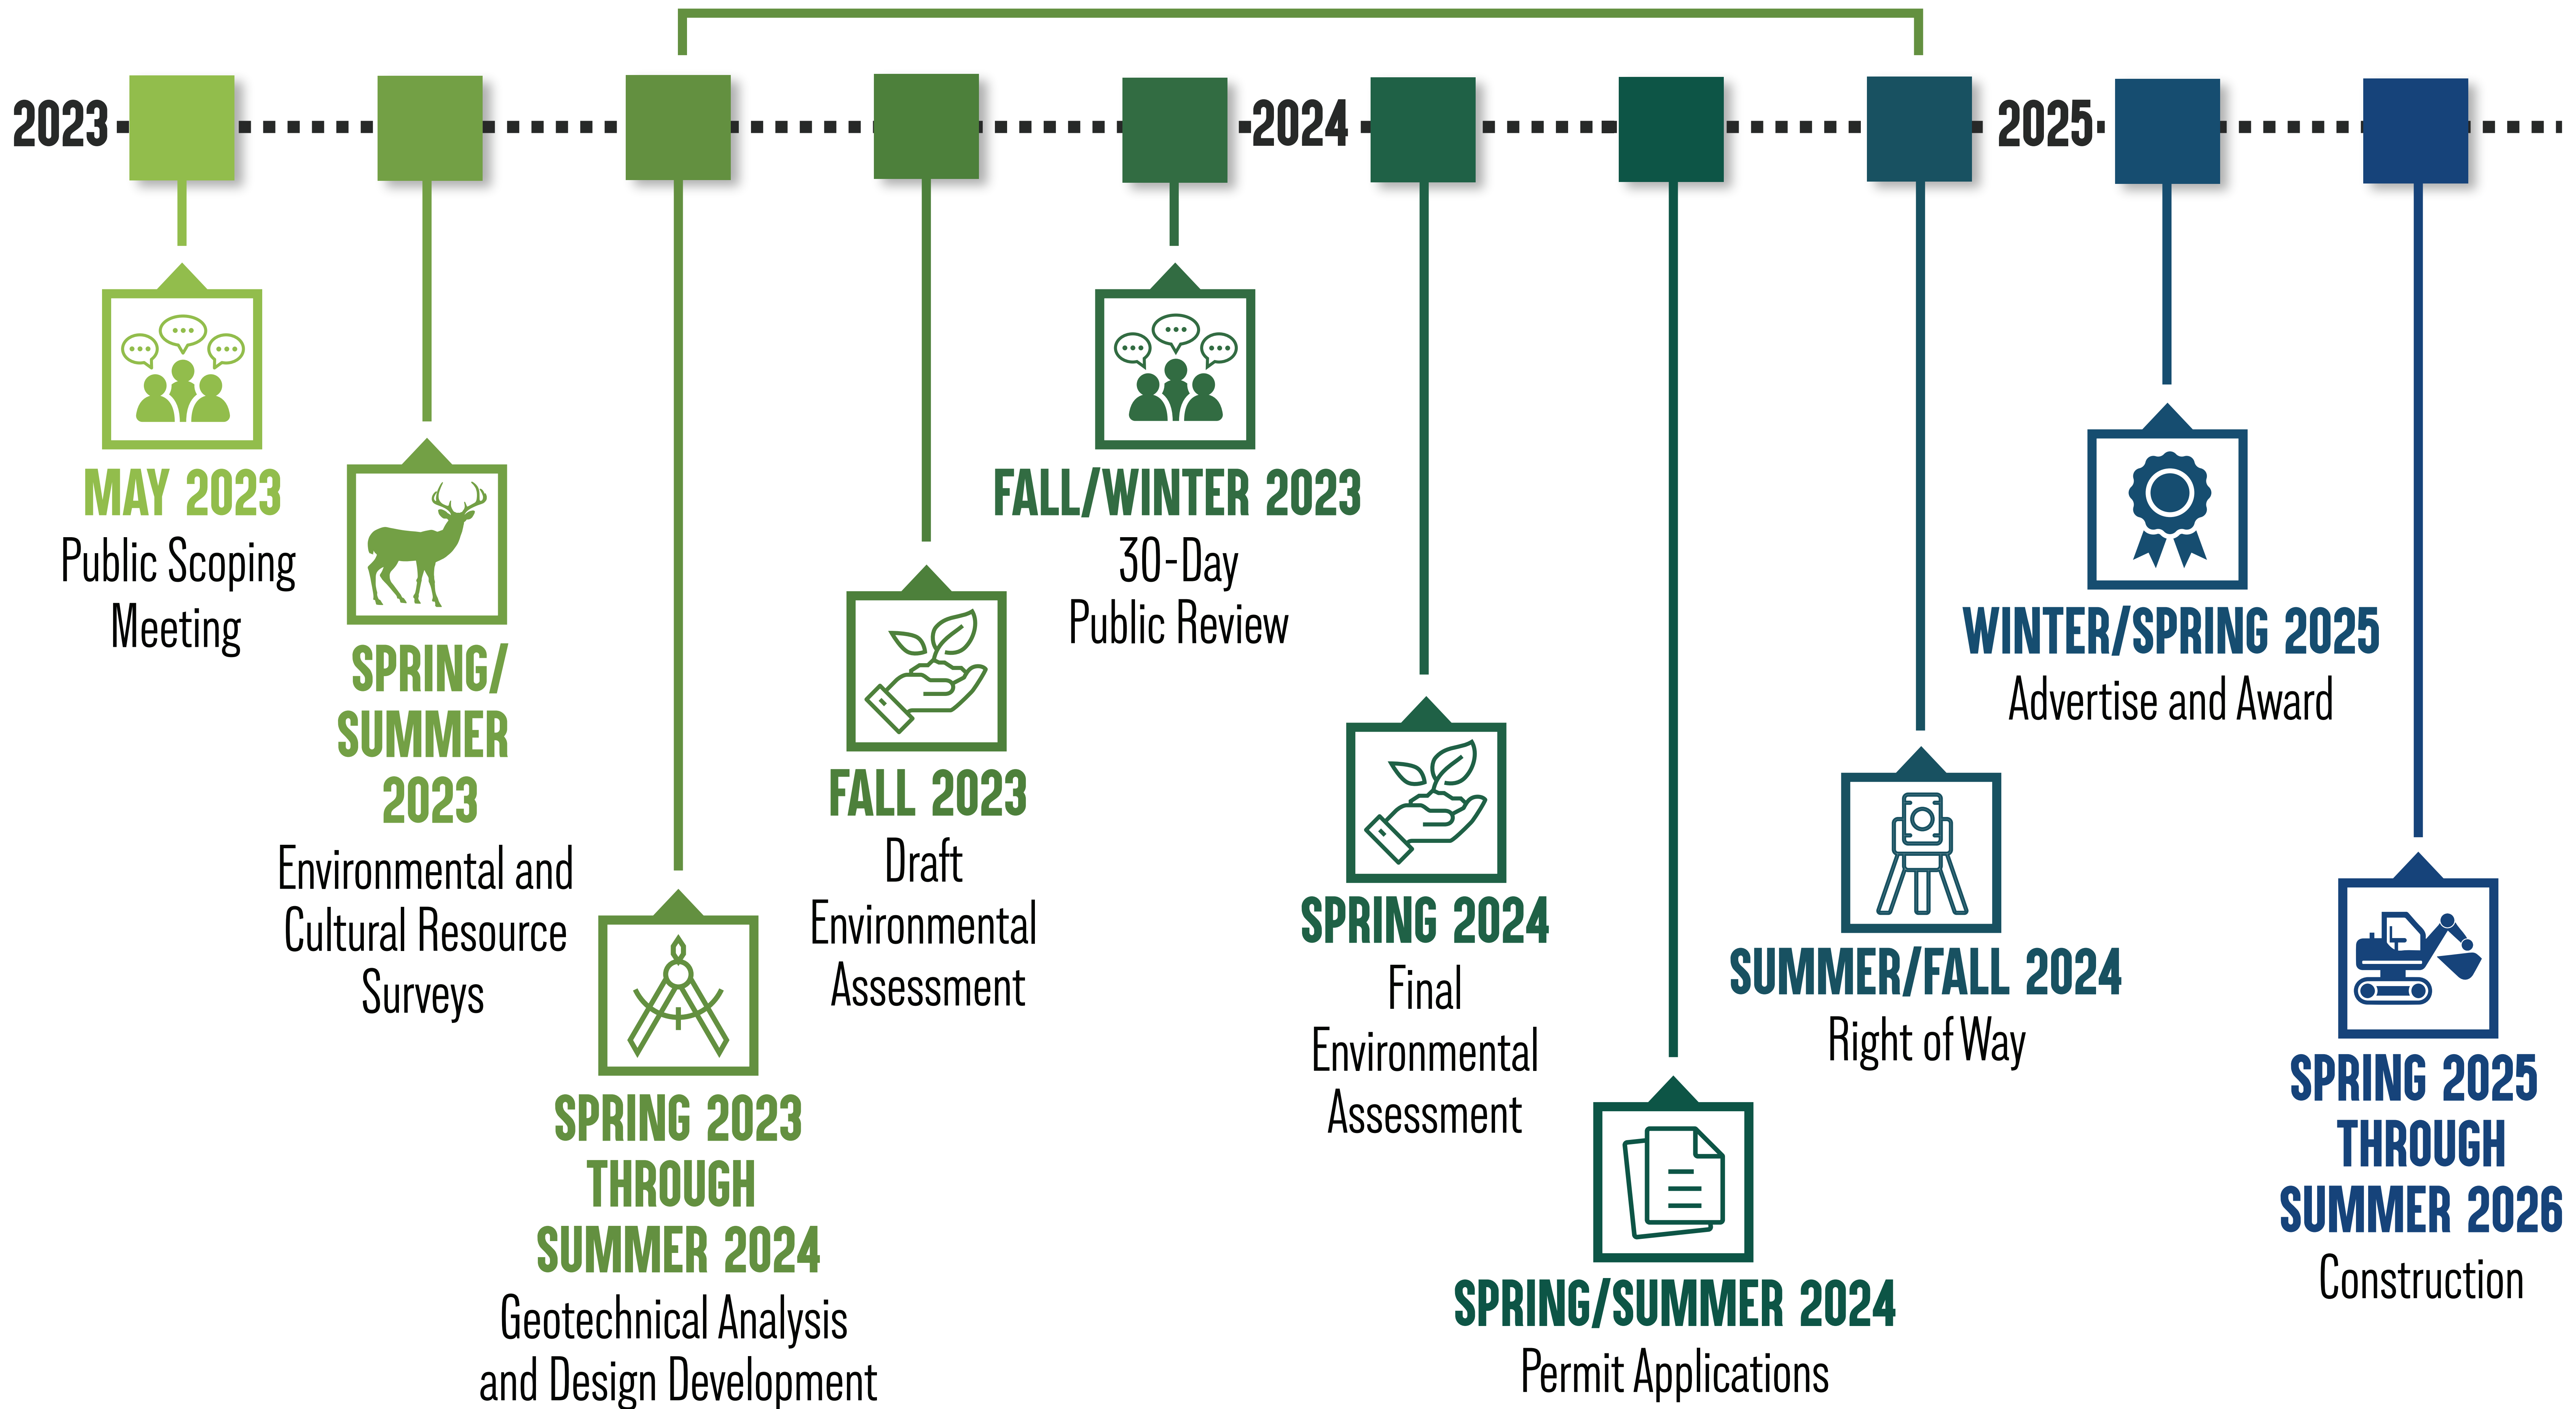 2023
2024
2025
MAY 2023
Public Scoping
Meeting
SPRING/
SUMMER
2023
Environmental and
Cultural Resource
Surveys
SPRING 2023
THROUGH
SUMMER 2024
Geotechnical Analysis
and Design Development
FALL 2023
Draft
Environmental
Assessment
FALL/WINTER 2023
30-Day
Public Review
SPRING 2024
Final
Environmental
Assessment
SPRING/SUMMER 2024
Permit Applications
SUMMER/FALL 2024
Right of Way
WINTER/SPRING 2025
Advertise and Award
SPRING 2025
THROUGH
SUMMER 2026
Construction